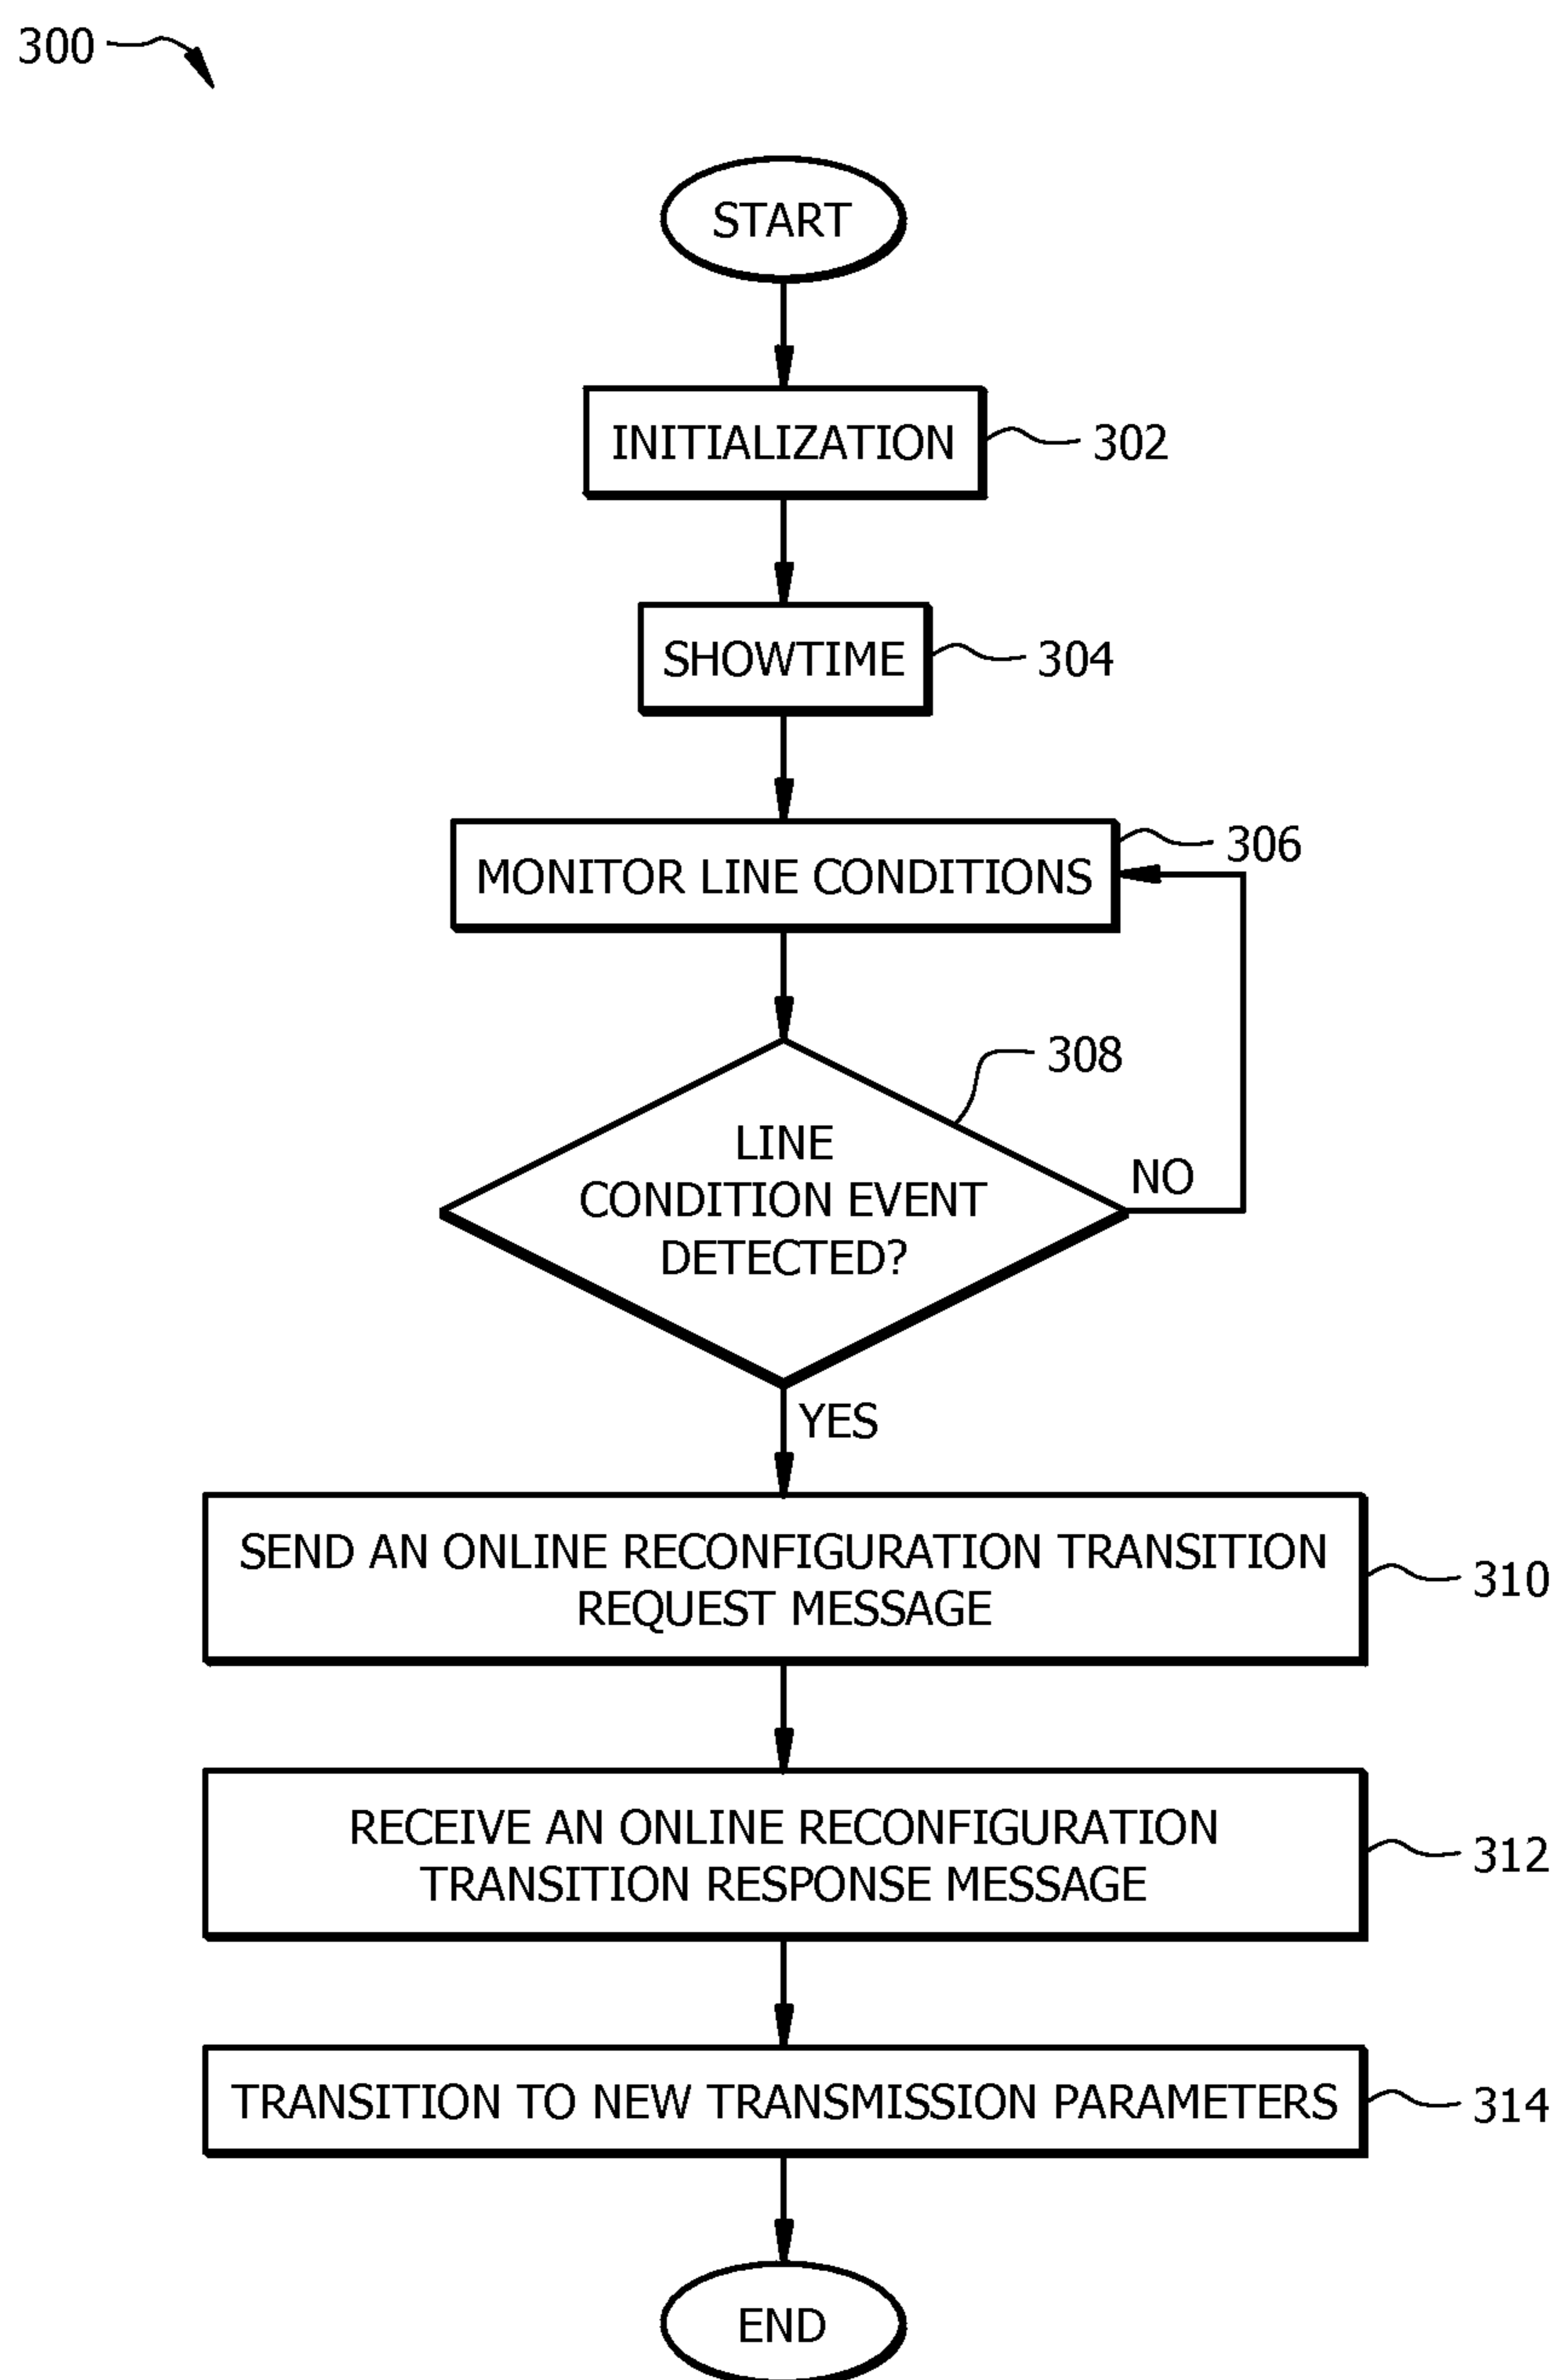 300
START
INITIALIZATION
302
SHOWTIME
304
MONITOR LINE CONDITIONS
306
308
LINE
CONDITION EVENT
DETECTED?
NO
YES
SEND AN ONLINE RECONFIGURATION TRANSITION
REQUEST MESSAGE
310
RECEIVE AN ONLINE RECONFIGURATION
TRANSITION RESPONSE MESSAGE
312
TRANSITION TO NEW TRANSMISSION PARAMETERS
314
END